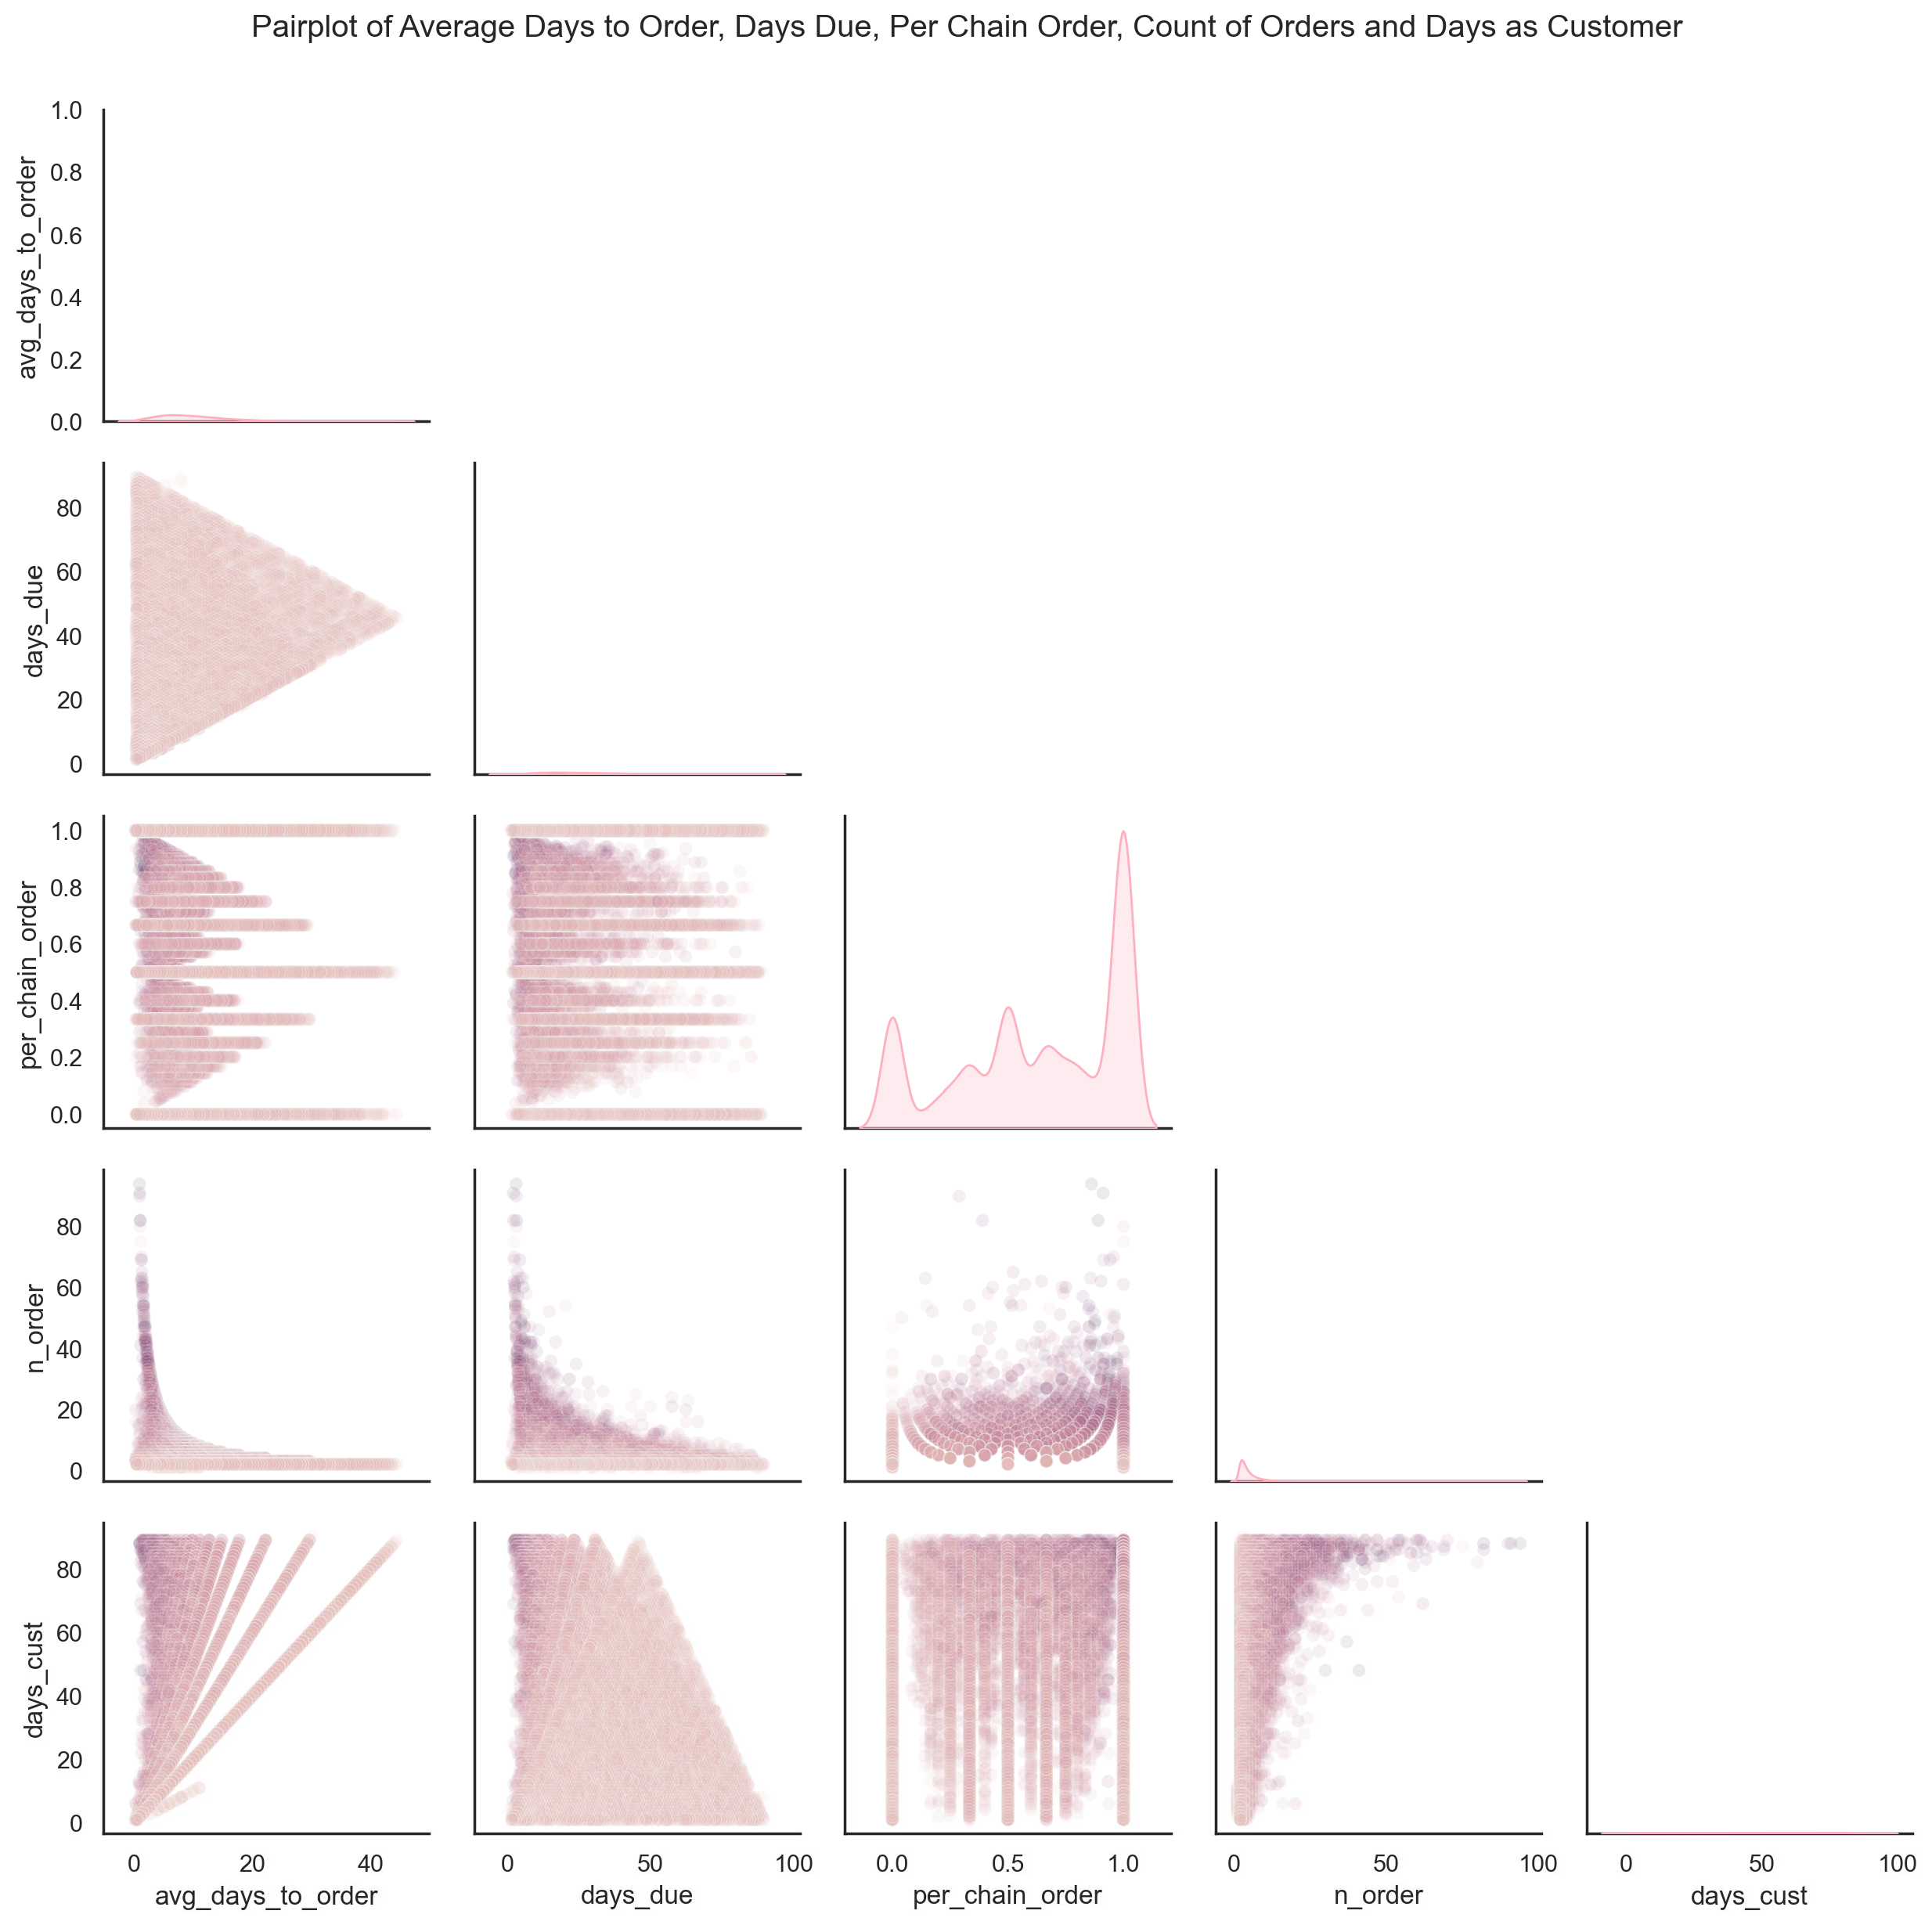 Pairplot of Average Days to Order, Days Due, Per Chain Order, Count of Orders and Days as Customer
1.0
0.8
0.6
0.4
0.2
0.0
avg_days_to_order
80
60
40
20
0
days_due
1.0
0.8
0.6
0.4
0.2
0.0
per_chain_order
80
60
40
20
0
n_order
80
60
40
20
0
days_cust
0 20 40
avg_days_to_order
0 50 100
days_due
0.0 0.5 1.0
per_chain_order
0 50 100
n_order
0 50 100
days_cust